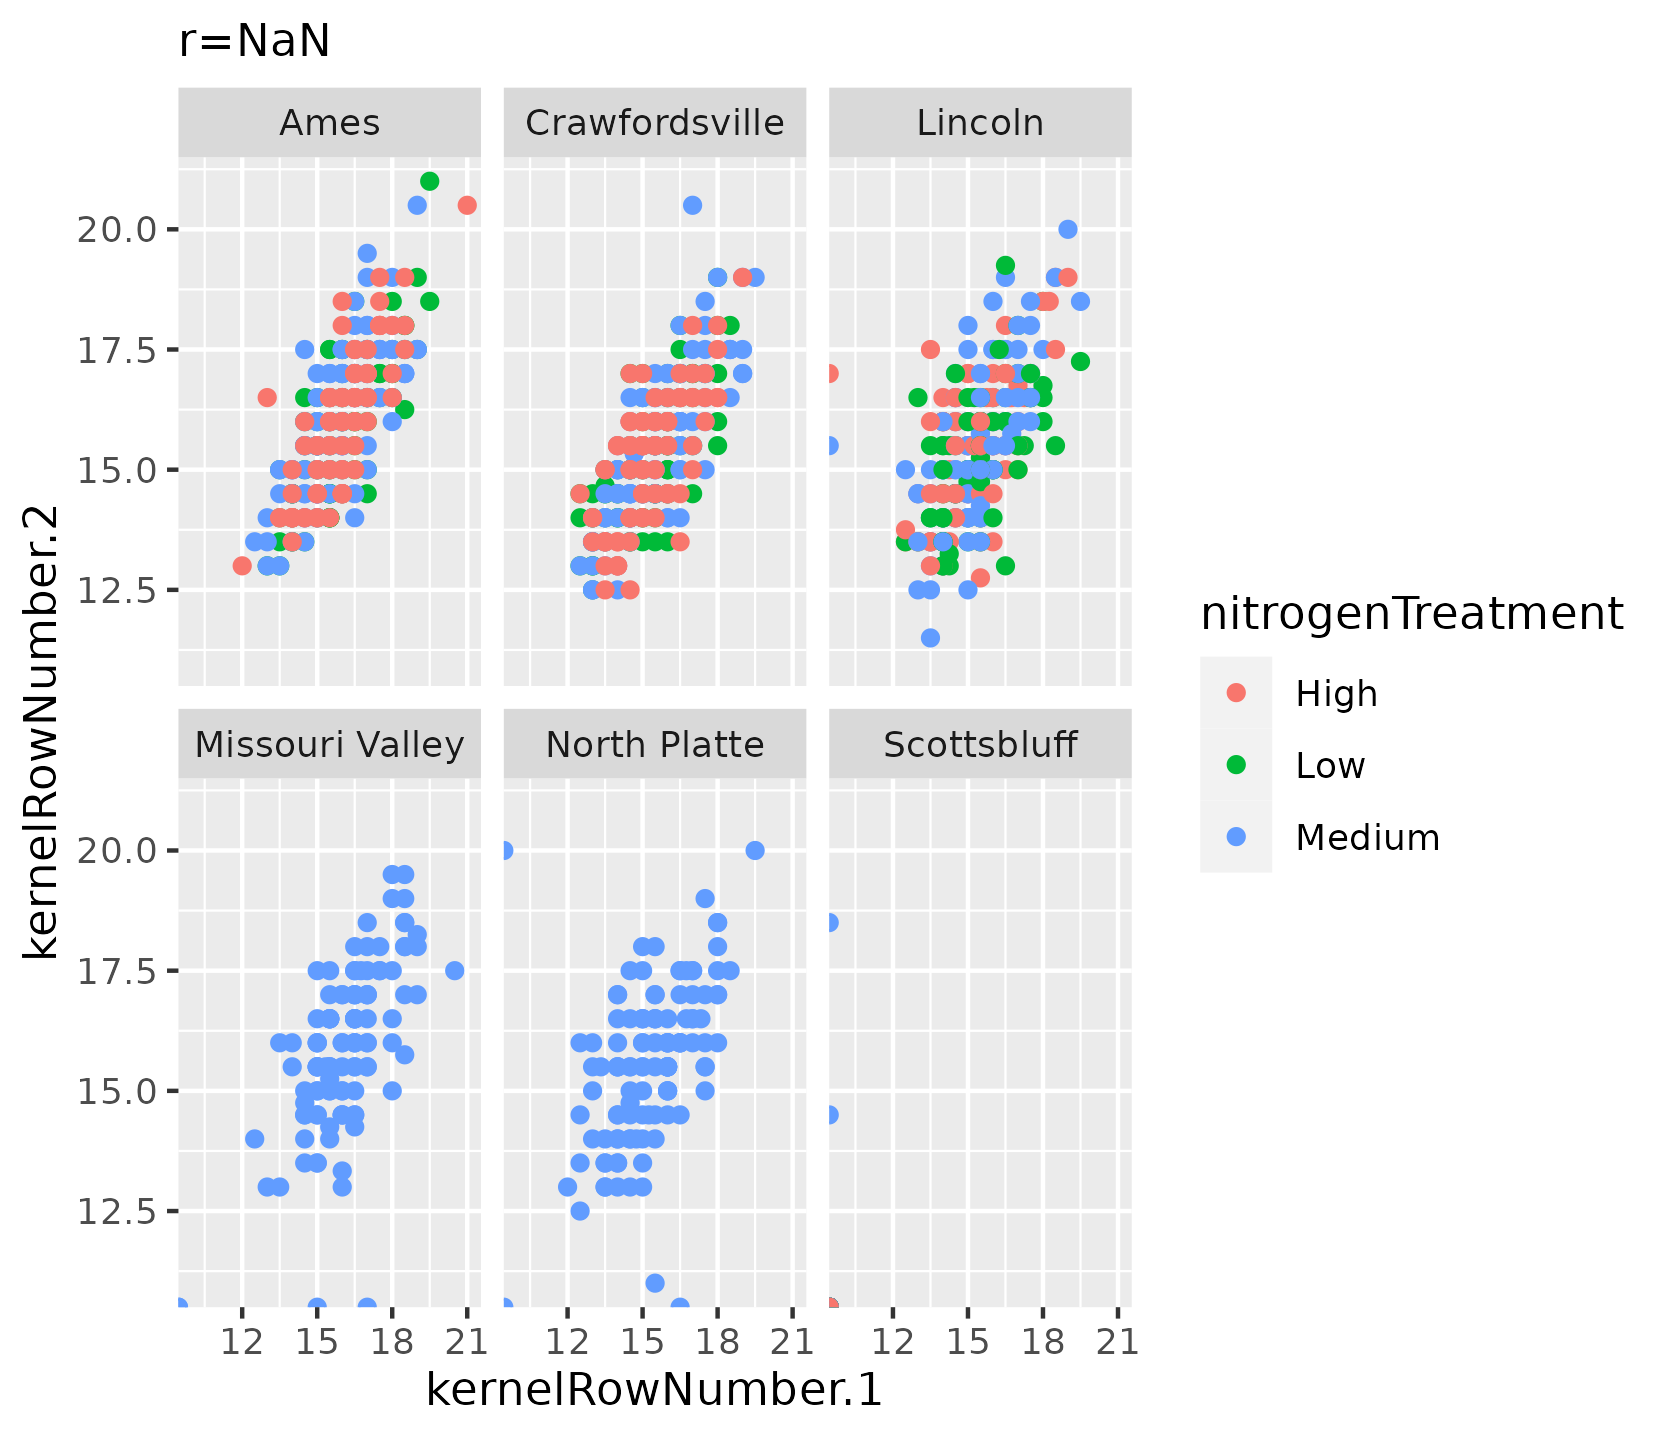 r=NaN
Ames
Crawfordsville
Lincoln
20.0
17.5
15.0
12.5
Missouri Valley
North Platte
Scottsbluff
20.0
17.5
15.0
12.5
12 15 18 21
12 15 18 21
12 15 18 21
kernelRowNumber.1
kernelRowNumber.2
nitrogenTreatment
High
Low
Medium